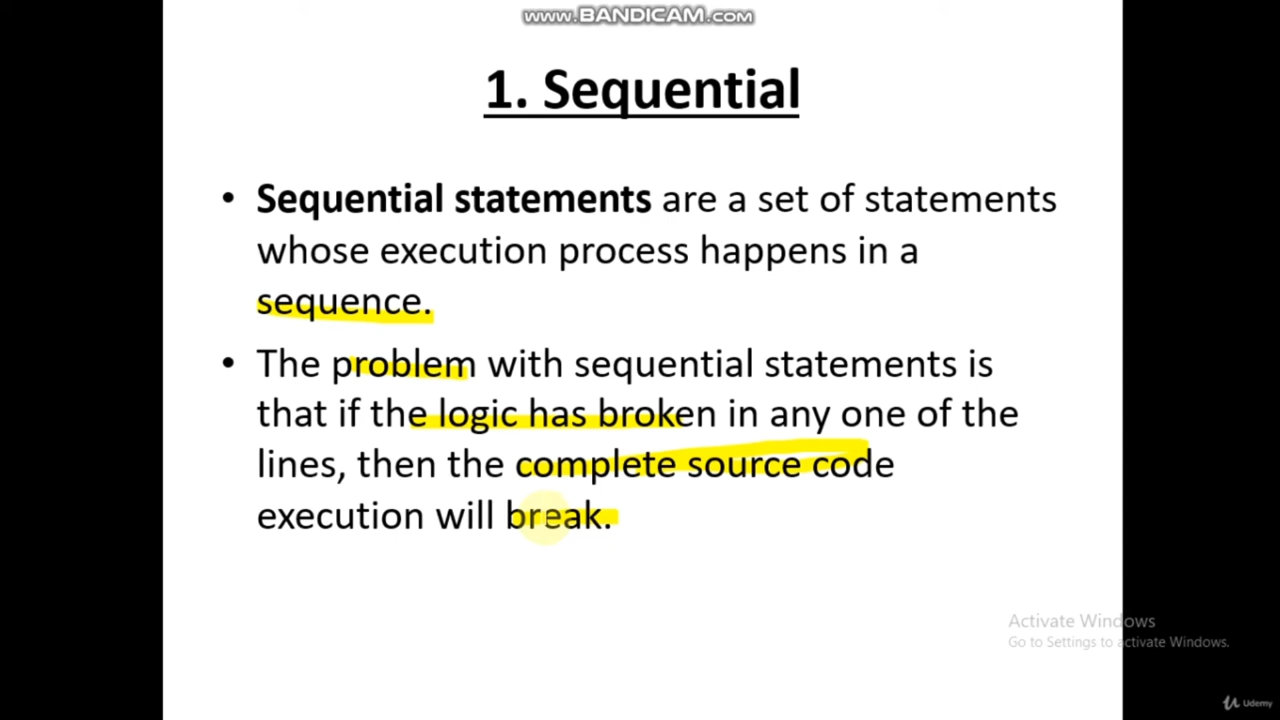 WWW.BANDICAM.COM
1. Sequential
• Sequential statements are a set of statements
whose execution process happens in a
sequence.
• The problem with sequential statements is
that if the logic has broken in any one of the
lines, then the complete source code
execution will break.
Activate Windows
Go to Settings to activate Windows.
Udemy